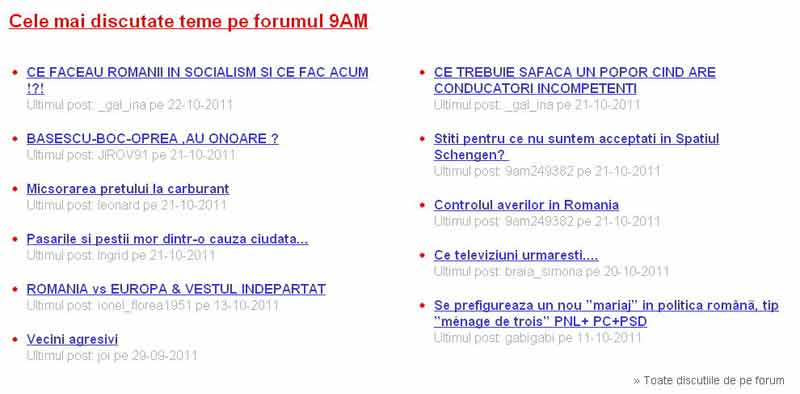 Cele mai discutate teme pe forumul 9AM
CE FACEAU ROMANII IN SOCIALISM SI CE FAC ACUM
!?!
Ultimul post: _gal_ina pe 22-10-2011
BASESCU-BOC-OPREA ,AU ONOARE ?
Ultimul post: JIROV91 pe 21-10-2011
Micsorarea pretului la carburant
Ultimul post: leonard pe 21-10-2011
Pasarile si pestii mor dintr-o cauza ciudata...
Ultimul post: Ingrid pe 21-10-2011
ROMANIA vs EUROPA & VESTUL INDEPARTAT
Ultimul post: ionel_florea1951 pe 13-10-2011
Vecini agresivi
Ultimul post: joi pe 29-09-2011
CE TREBUIE SAFACA UN POPOR CIND ARE
CONDUCATORI INCOMPETENTI
Ultimul post: _gal_ina pe 21-10-2011
Stiti pentru ce nu suntem acceptati in Spatiul
Schengen?
Ultimul post: 9am249382 pe 21-10-2011
Controlul averilor in Romania
Ultimul post: 9am249382 pe 21-10-2011
Ce televiziuni urmaresti....
Ultimul post: braia_simona pe 20-10-2011
Se prefigureaza un nou "mariaj" in politica română, tip
"ménage de trois" PNL+ PC+PSD
Ultimul post: gabigabi pe 11-10-2011
» Toate discutiile de pe forum